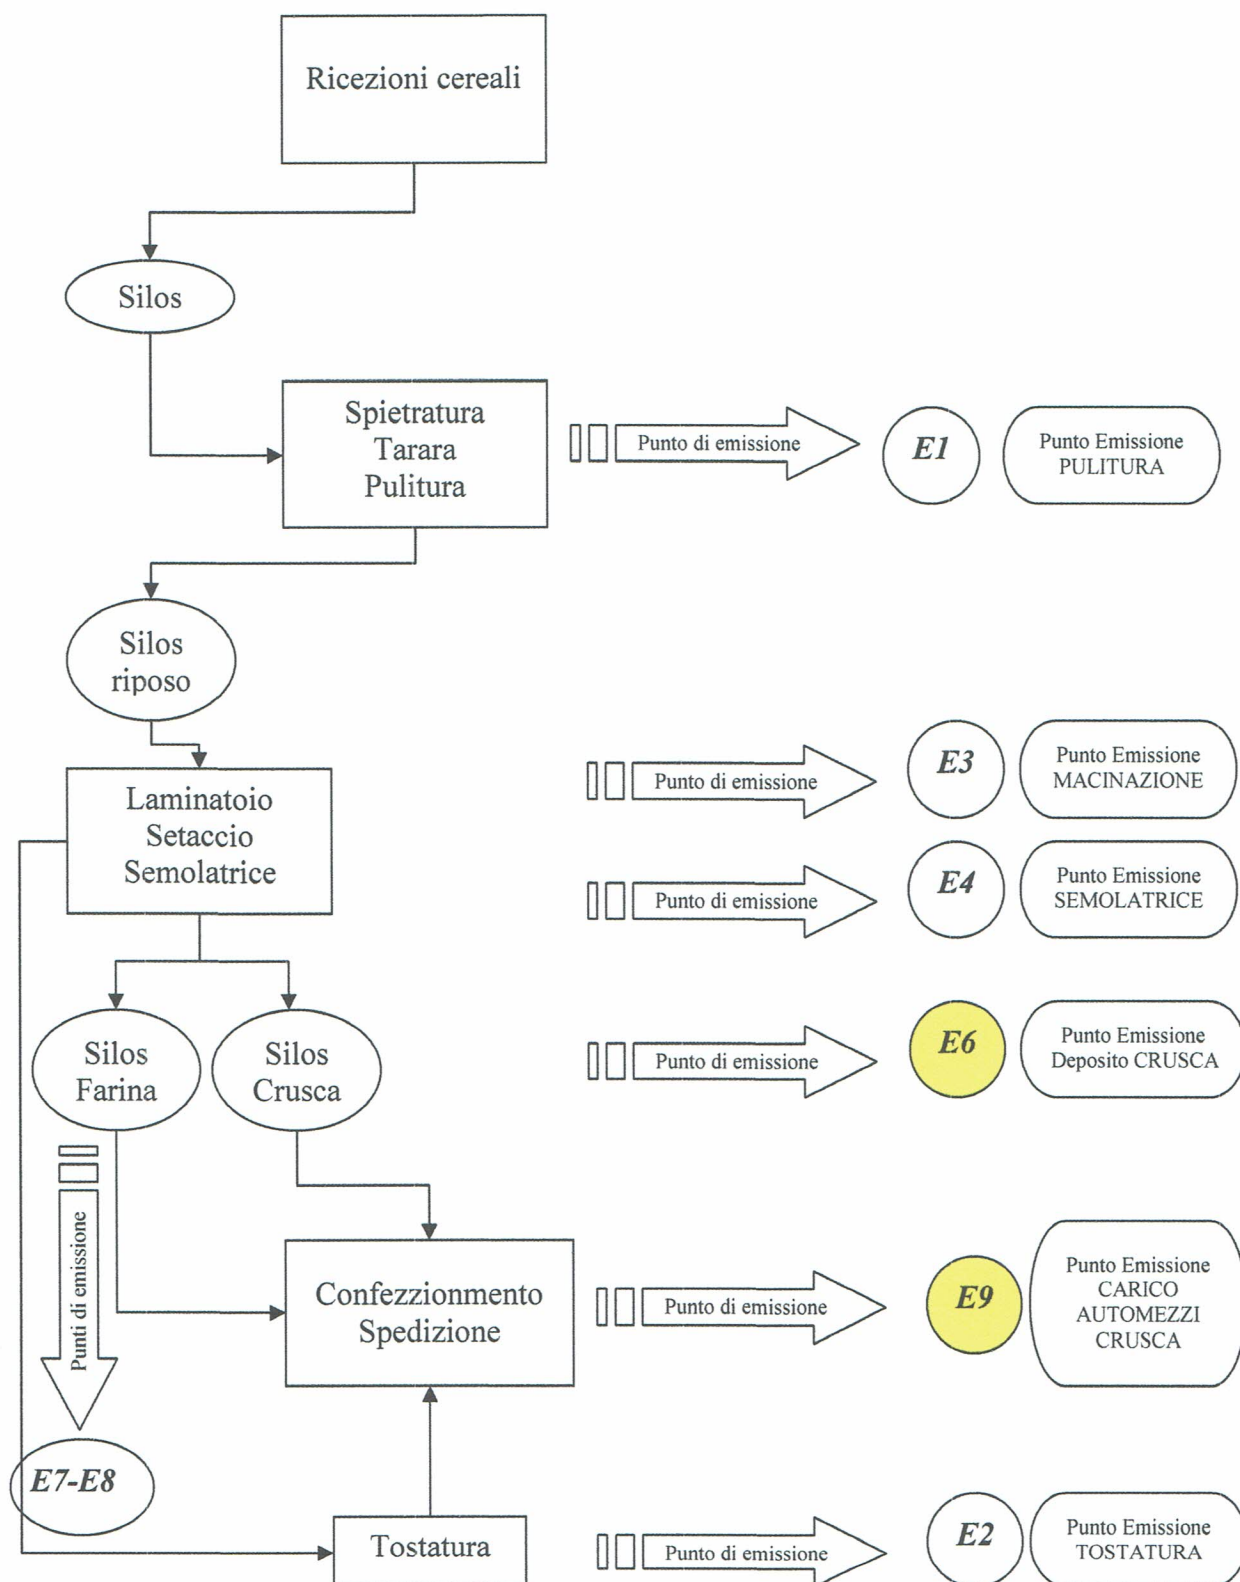 Ricezioni cereali
Silos
Spietratura
Tarara
Pulitura
Punto di emissione
E1
Punto Emissione
PULITURA
Silos
riposo
Laminatoio
Setaccio
Semolatrice
Punto di emissione
E3
Punto Emissione
MACINAZIONE
Punto di emissione
E4
Punto Emissione
SEMOLATRICE
Silos
Farina
Silos
Crusca
Punto di emissione
E6
Punto Emissione
Deposito CRUSCA
Punti di emissione
E7-E8
Confezzionmento
Spedizione
Punto di emissione
E9
Punto Emissione
CARICO
AUTOMEZZI
CRUSCA
Tostatura
Punto di emissione
E2
Punto Emissione
TOSTATURA